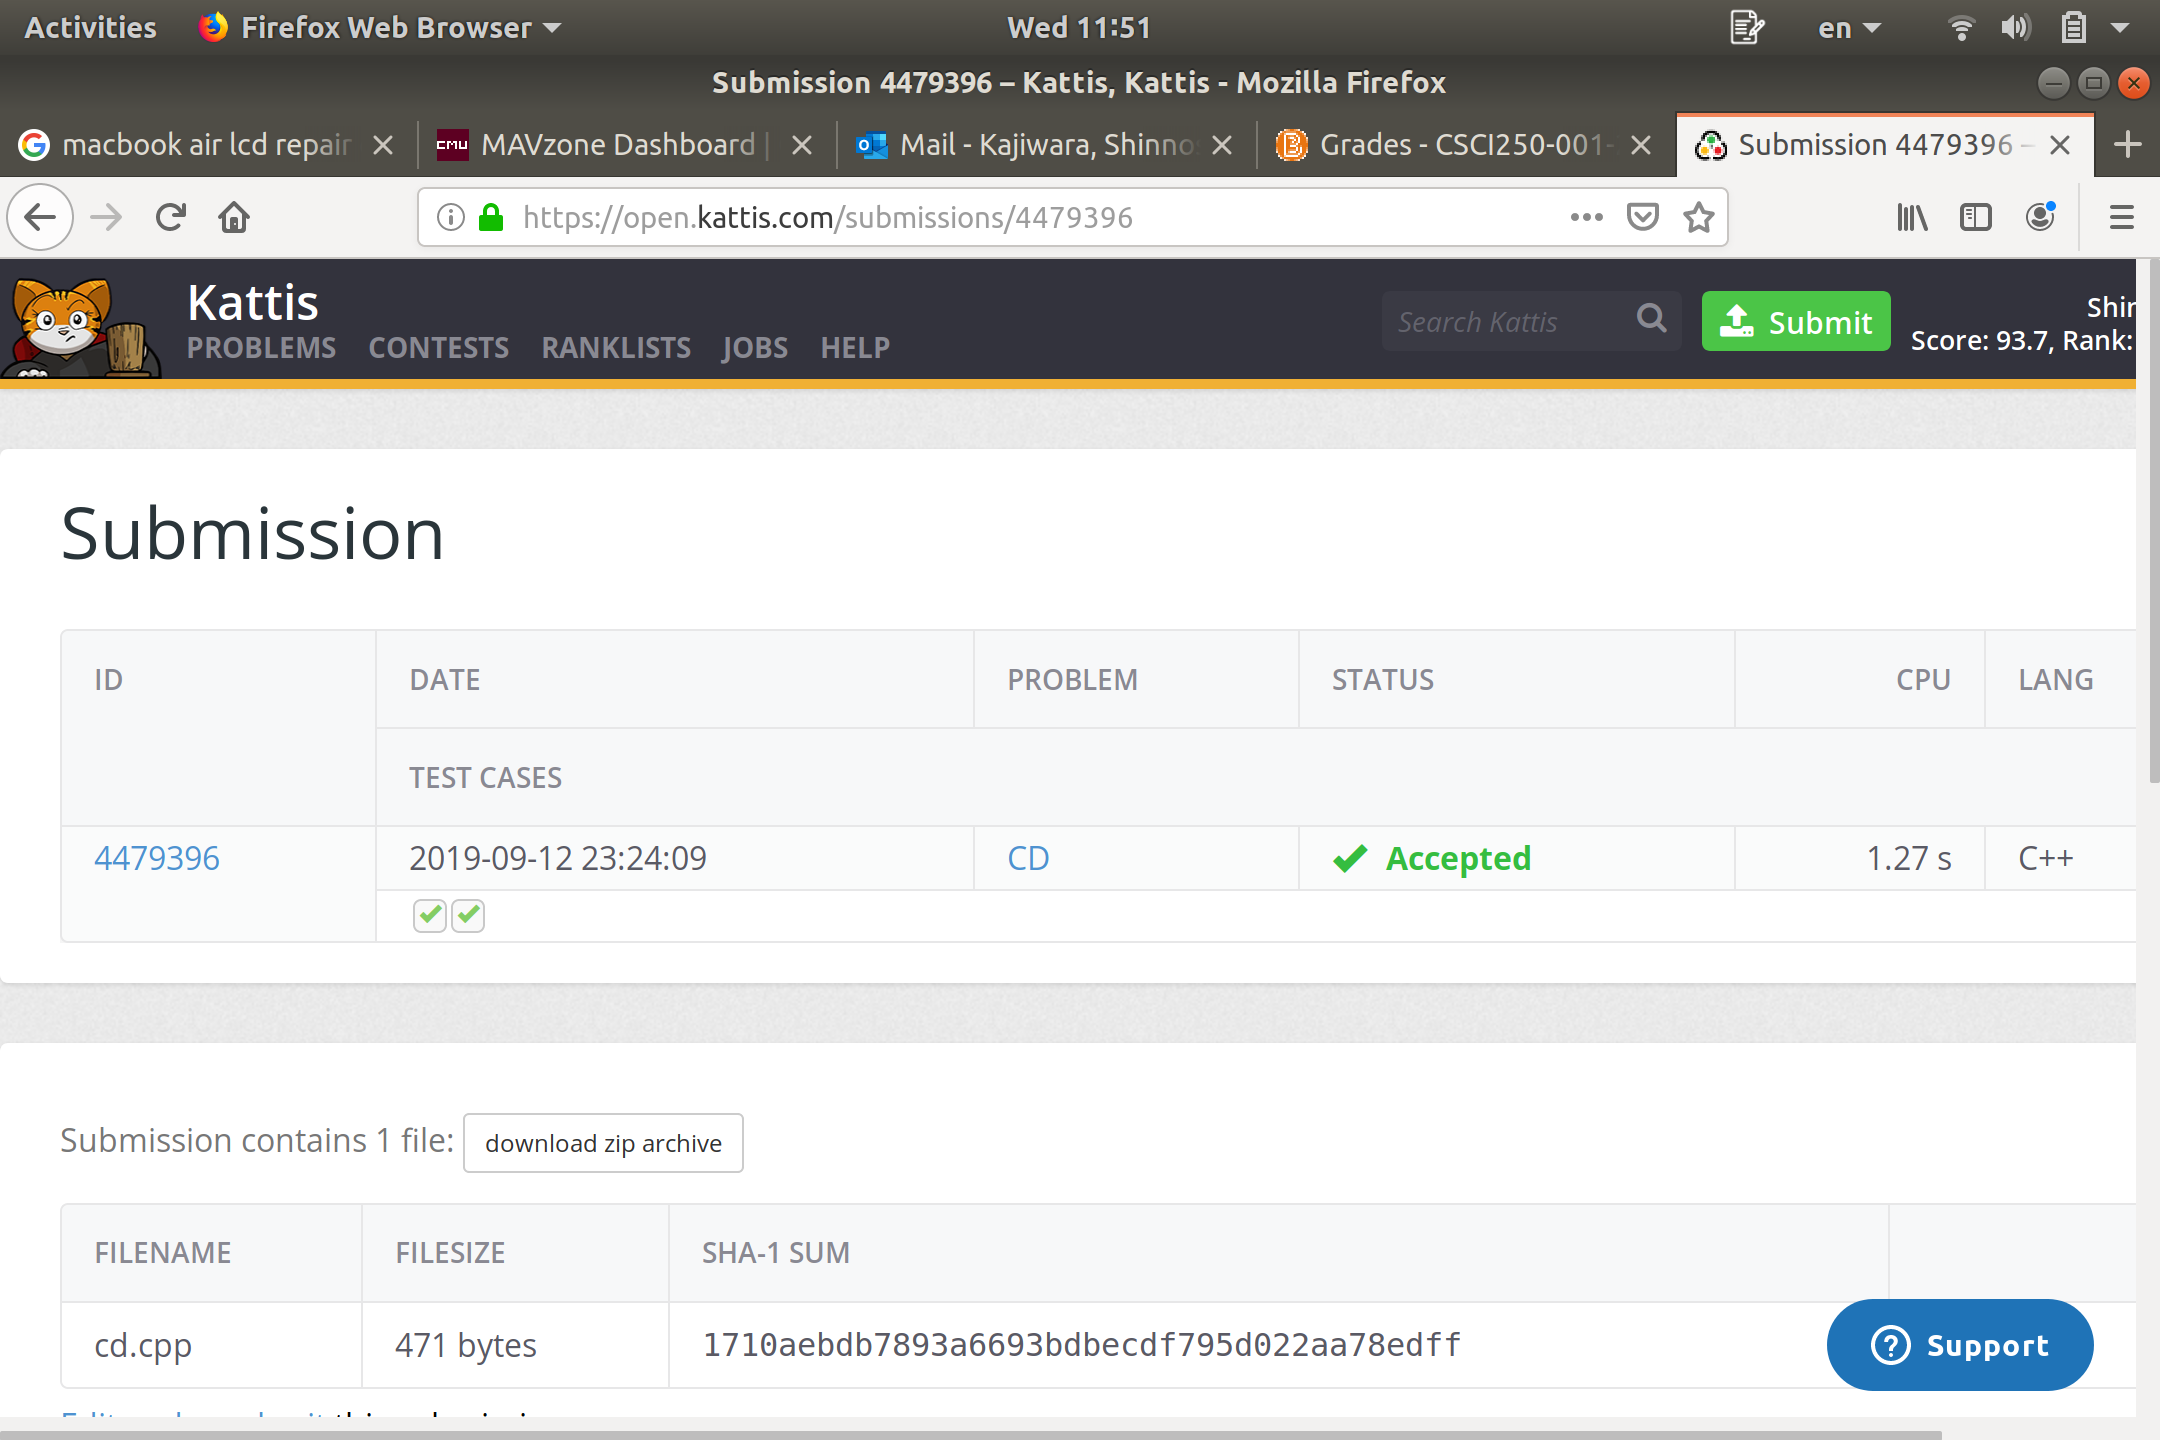 Activities Firefox Web Browser Wed 11:51 en
Submission 4479396 – Kattis, Kattis - Mozilla Firefox
macbook air lcd repair MAVzone Dashboard | Mail - Kajiwara, Shinno Grades - CSCI250-001- Submission 4479396 –
https://open.kattis.com/submissions/4479396
Kattis
PROBLEMS CONTESTS RANKLISTS JOBS HELP
Search Kattis
Submit
Shin
Score: 93.7, Rank:
Submission
ID DATE PROBLEM STATUS CPU LANG
TEST CASES
4479396 2019-09-12 23:24:09 CD Accepted 1.27 s C++
Submission contains 1 file: download zip archive
FILENAME FILESIZE SHA-1 SUM
cd.cpp 471 bytes 1710aebdb7893a6693bdbecdf795d022aa78edff
Support